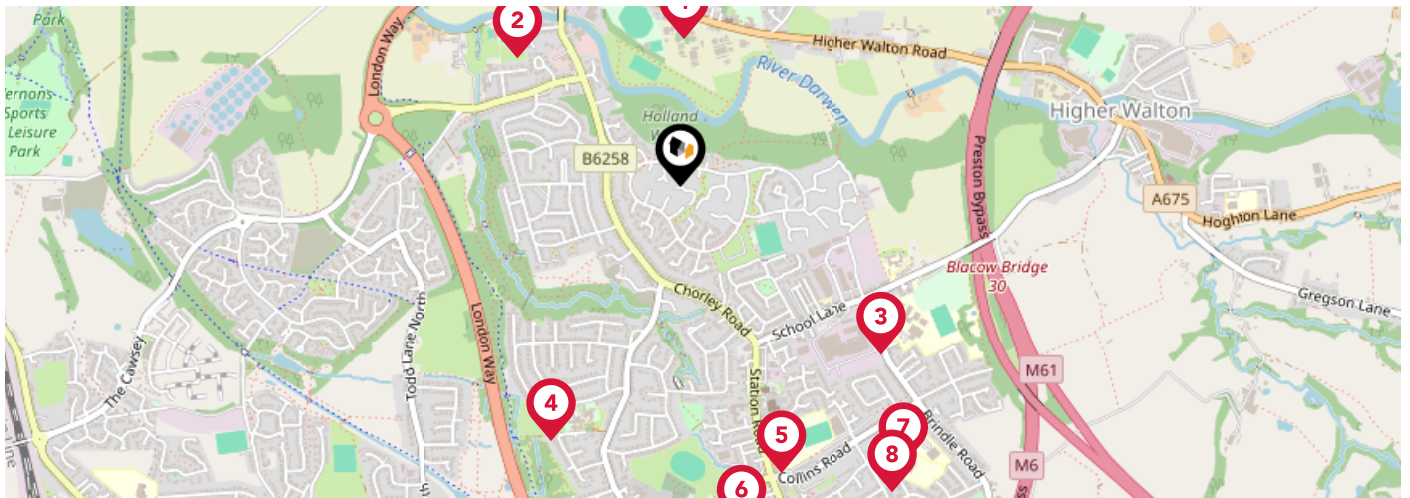 2
1
London Way
Higher Walton Road
River Darwen
Higher Walton
ernons
Sports
Leisure
Park
Park
Holland
B6258
Preston Bypass
A675
Hoghton Lane
Blacow Bridge
30
Gregson Lane
Chorley Road
School Lane
3
London Way
Todd Lane North
The Cawsey
M61
4
Station Road
5
7
8
Brindle Road
Collins Road
6
M6